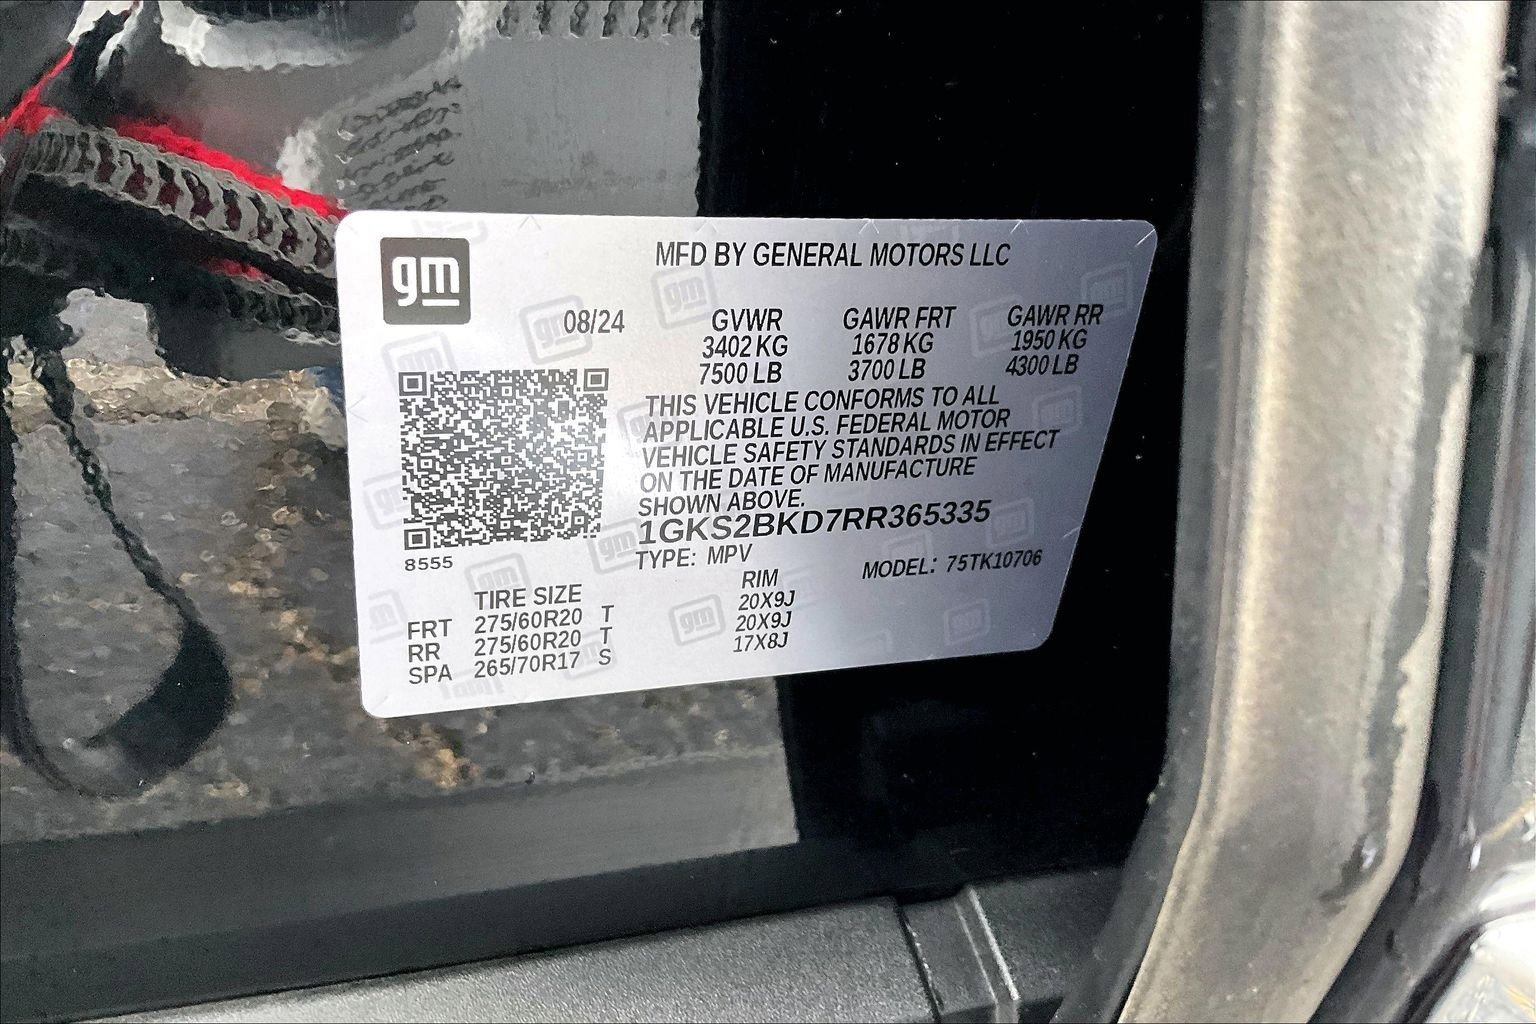 gm
MFD BY GENERAL MOTORS LLC
08/24 GVWR GAWR FRT GAWR RR
3402 KG 1678 KG 1950 KG
7500 LB 3700 LB 4300 LB
THIS VEHICLE CONFORMS TO ALL
APPLICABLE U.S. FEDERAL MOTOR
VEHICLE SAFETY STANDARDS IN EFFECT
ON THE DATE OF MANUFACTURE
SHOWN ABOVE.
1GKS2BKD7RR365335
8555 TYPE: MPV MODEL: 75TK10706
TIRE SIZE RIM
FRT 275/60R20 T 20X9J
RR 275/60R20 T 20X9J
SPA 265/70R17 S 17X8J